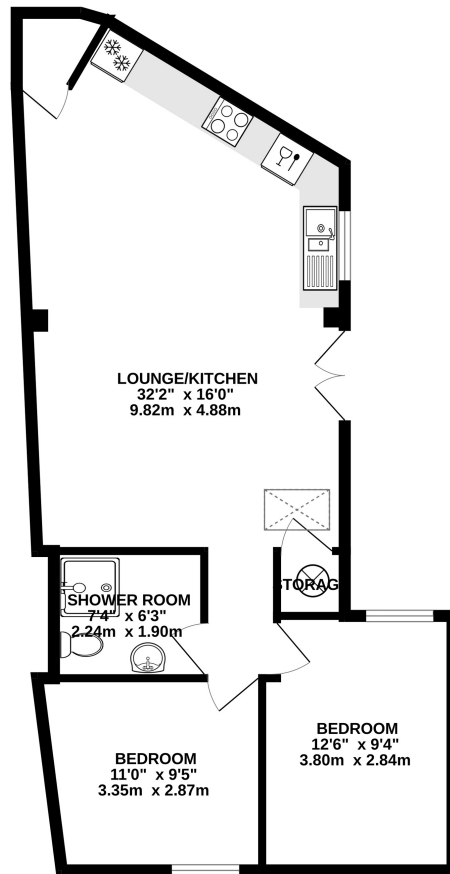 LOUNGE/KITCHEN
32'2" x 16'0"
9.82m x 4.88m
STORAG
SHOWER ROOM
7'4" x 6'3"
2.24m x 1.90m
BEDROOM
12'6" x 9'4"
3.80m x 2.84m
BEDROOM
11'0" x 9'5"
3.35m x 2.87m